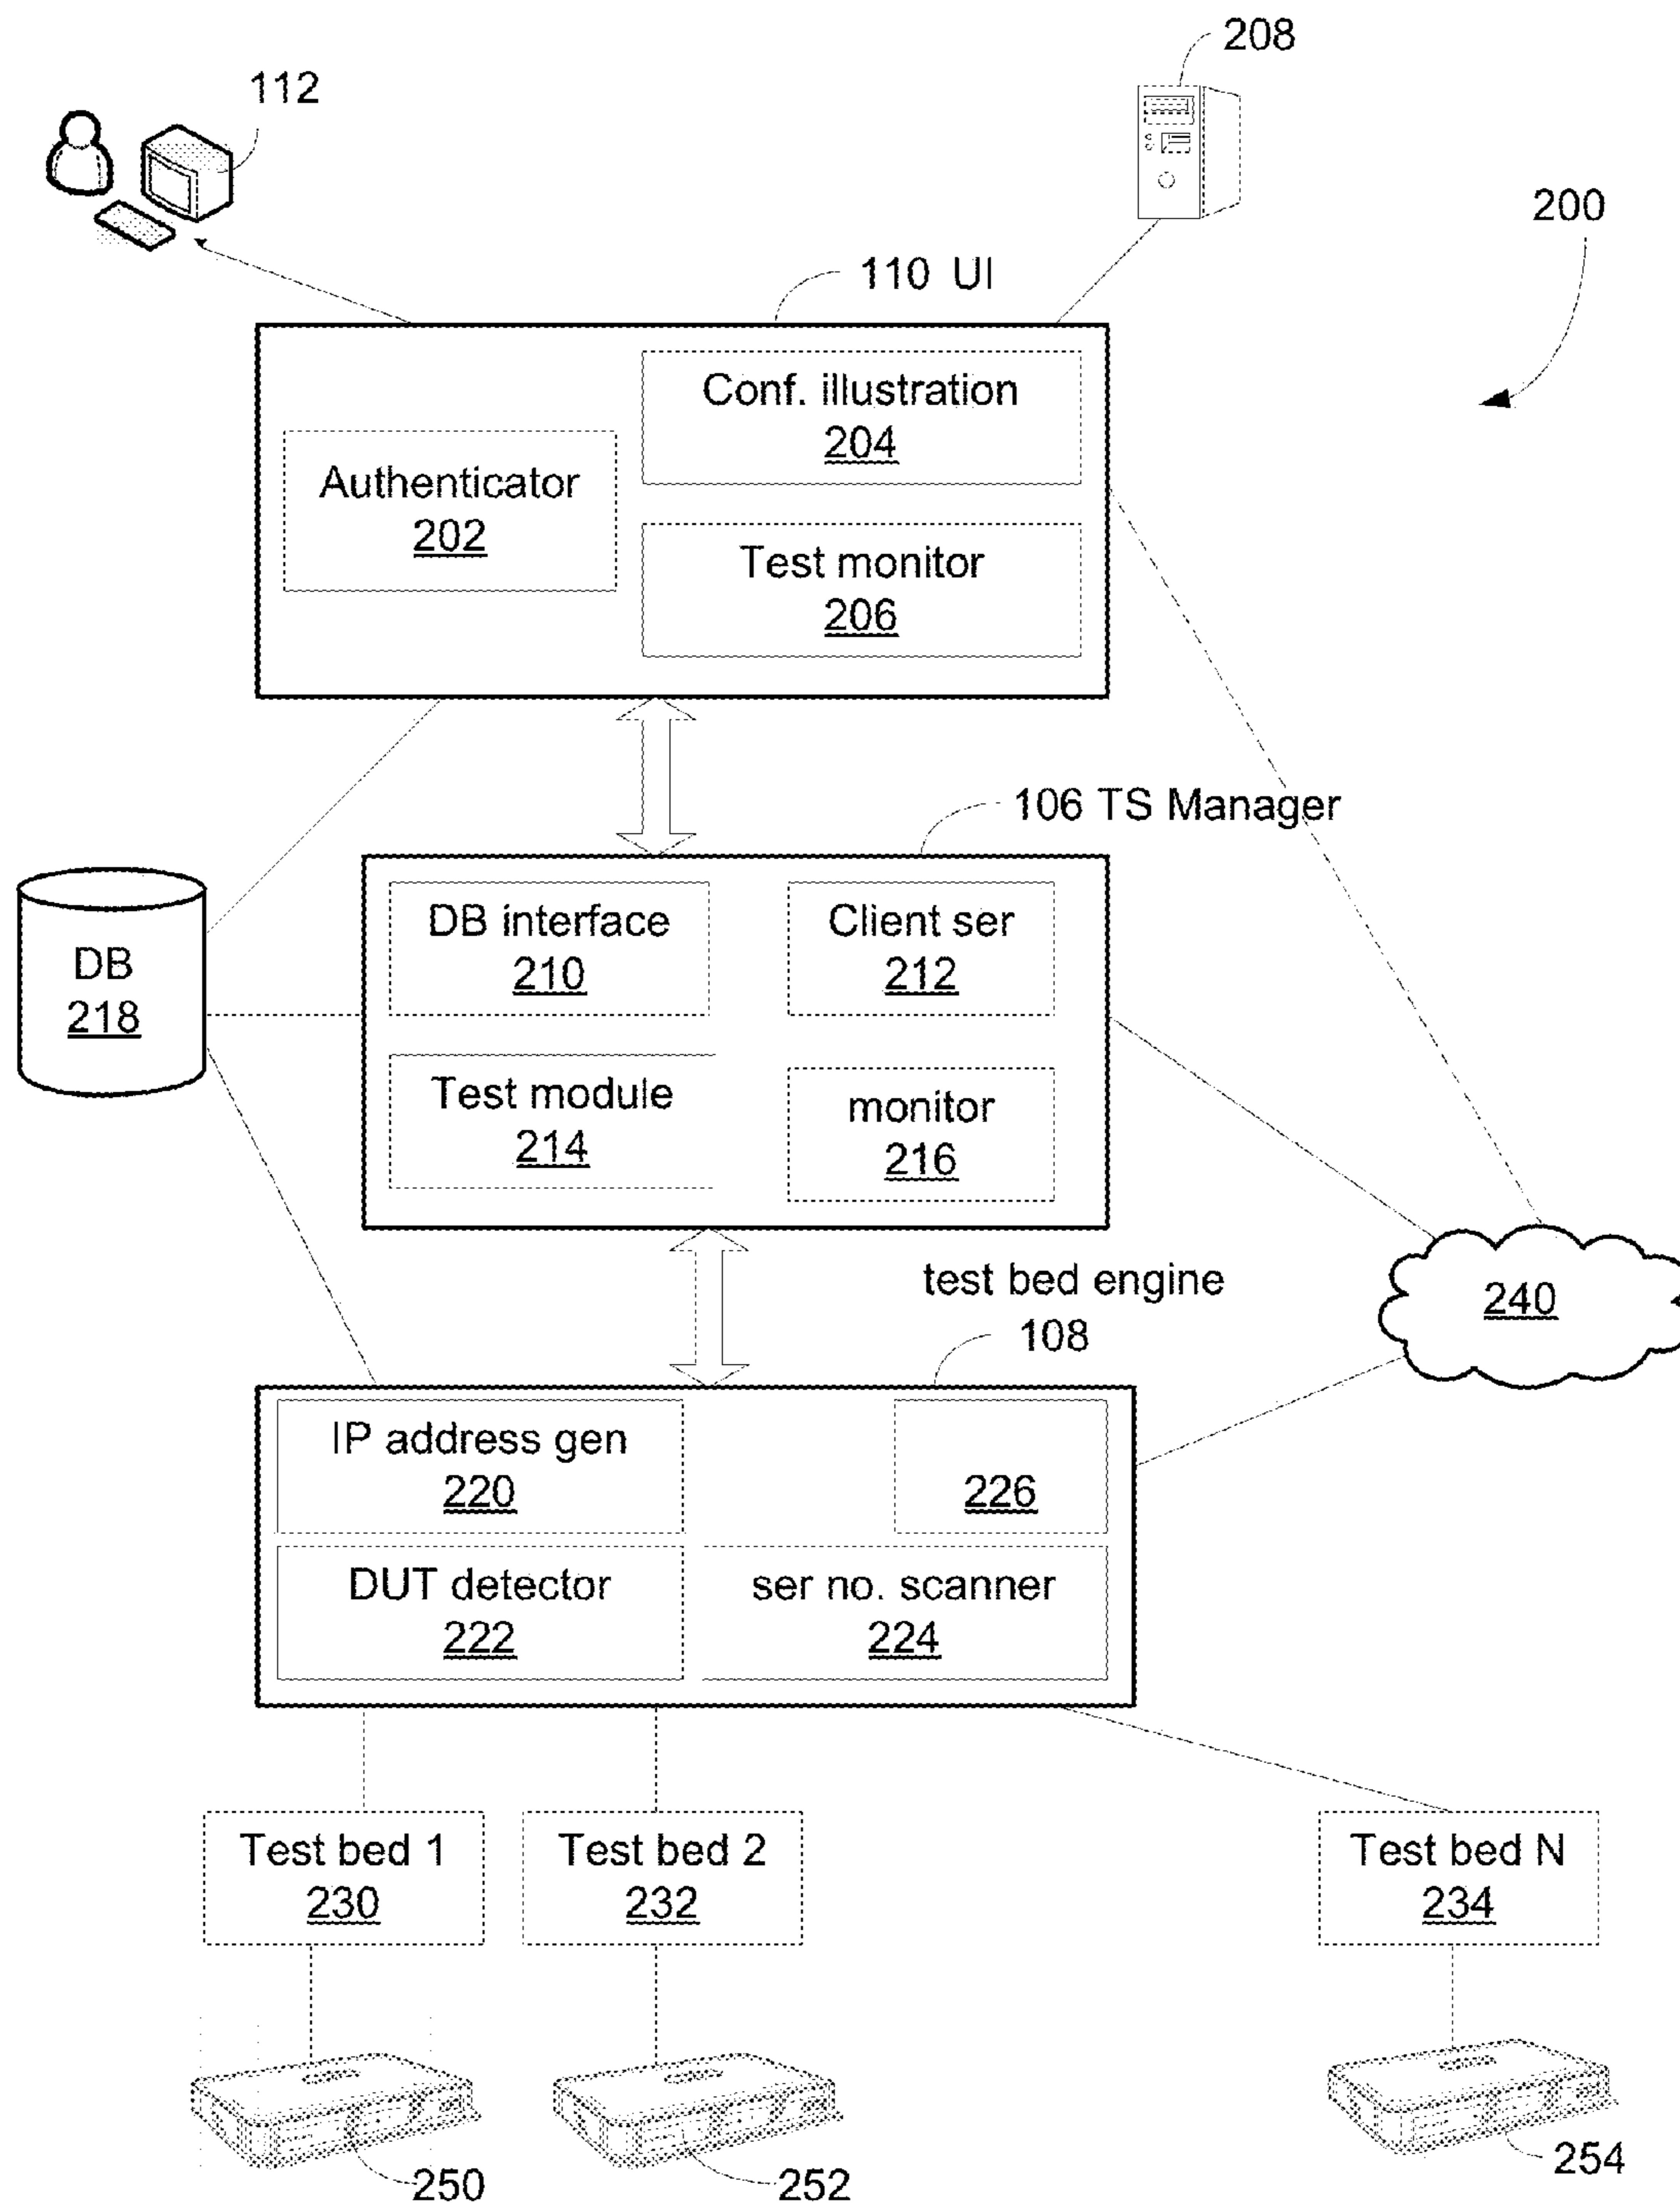 208
112
200
110 UI
Conf. illustration
204
Authenticator
202
Test monitor
206
106 TS Manager
DB interface
210
Client ser
212
DB
218
Test module
214
monitor
216
test bed engine
108
240
IP address gen
220
226
DUT detector
222
ser no. scanner
224
Test bed 1
230
Test bed 2
232
Test bed N
234
250
252
254